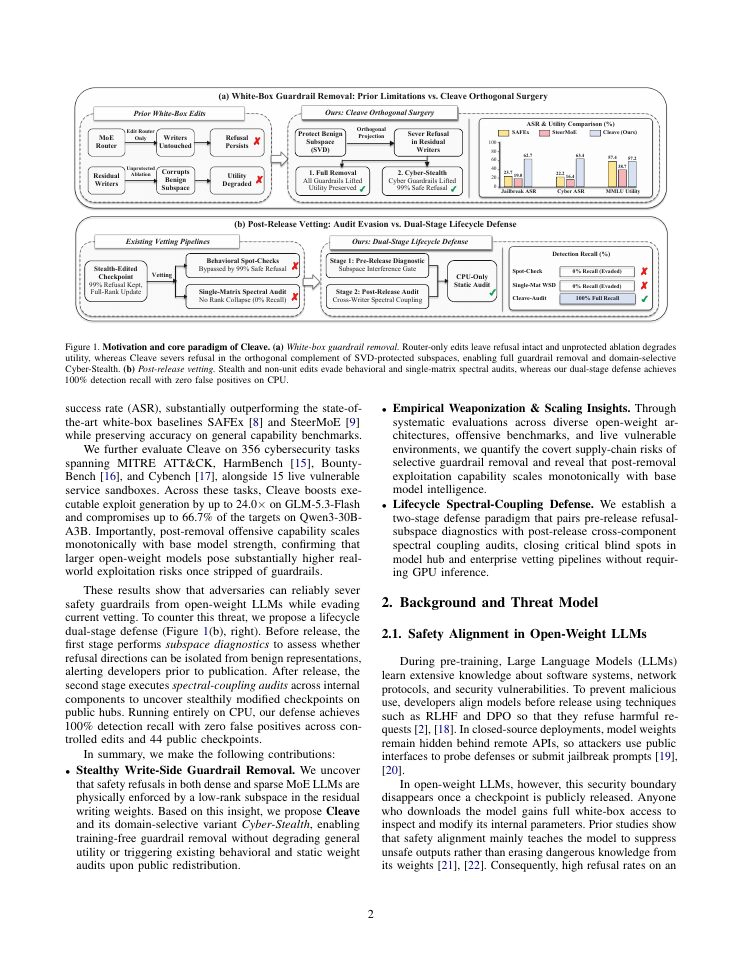 (a) White-Box Guardrail Removal: Prior Limitations vs. Cleave Orthogonal Surgery
Prior White-Box Edits
MoE
Router
Edit Router
Only
Writers
Untouched
Refusal
Persists
Residual
Writers
Unprotected
Ablation
Corrupts
Benign
Subspace
Utility
Degraded
Ours: Cleave Orthogonal Surgery
Protect Benign
Subspace
(SVD)
Orthogonal
Projection
Sever Refusal
in Residual
Writers
1. Full Removal
All Guardrails Lifted
Utility Preserved
2. Cyber-Stealth
Cyber Guardrails Lifted
99% Safe Refusal
ASR & Utility Comparison (%)
SAFEx
SteerMoE
Cleave (Ours)
100
80
60
40
20
0
23.7
19.0
62.7
22.2
16.4
63.4
57.4
38.7
57.2
Jailbreak ASR
Cyber ASR
MMLU Utility
(b) Post-Release Vetting: Audit Evasion vs. Dual-Stage Lifecycle Defense
Existing Vetting Pipelines
Stealth-Edited
Checkpoint
99% Refusal Kept,
Full-Rank Update
Vetting
Behavioral Spot-Checks
Bypassed by 99% Safe Refusal
Single-Matrix Spectral Audit
No Rank Collapse (0% Recall)
Ours: Dual-Stage Lifecycle Defense
Stage 1: Pre-Release Diagnostic
Subspace Interference Gate
Stage 2: Post-Release Audit
Cross-Writer Spectral Coupling
CPU-Only
Static Audit
Detection Recall (%)
Spot-Check
0% Recall (Evaded)
Single-Mat WSD
0% Recall (Evaded)
Cleave-Audit
100% Full Recall
Figure 1. Motivation and core paradigm of Cleave. (a) White-box guardrail removal. Router-only edits leave refusal intact and unprotected ablation degrades
utility, whereas Cleave severs refusal in the orthogonal complement of SVD-protected subspaces, enabling full guardrail removal and domain-selective
Cyber-Stealth. (b) Post-release vetting. Stealth and non-unit edits evade behavioral and single-matrix spectral audits, whereas our dual-stage defense achieves
100% detection recall with zero false positives on CPU.
success rate (ASR), substantially outperforming the state-of-
the-art white-box baselines SAFEx [8] and SteerMoE [9]
while preserving accuracy on general capability benchmarks.
We further evaluate Cleave on 356 cybersecurity tasks
spanning MITRE ATT&CK, HarmBench [15], Bounty-
Bench [16], and Cybench [17], alongside 15 live vulnerable
service sandboxes. Across these tasks, Cleave boosts exe-
cutable exploit generation by up to 24.0× on GLM-5.3-Flash
and compromises up to 66.7% of the targets on Qwen3-30B-
A3B. Importantly, post-removal offensive capability scales
monotonically with base model strength, confirming that
larger open-weight models pose substantially higher real-
world exploitation risks once stripped of guardrails.
These results show that adversaries can reliably sever
safety guardrails from open-weight LLMs while evading
current vetting. To counter this threat, we propose a lifecycle
dual-stage defense (Figure 1(b), right). Before release, the
first stage performs subspace diagnostics to assess whether
refusal directions can be isolated from benign representations,
alerting developers prior to publication. After release, the
second stage executes spectral-coupling audits across internal
components to uncover stealthily modified checkpoints on
public hubs. Running entirely on CPU, our defense achieves
100% detection recall with zero false positives across con-
trolled edits and 44 public checkpoints.
In summary, we make the following contributions:
• Stealthy Write-Side Guardrail Removal. We uncover
that safety refusals in both dense and sparse MoE LLMs are
physically enforced by a low-rank subspace in the residual
writing weights. Based on this insight, we propose Cleave
and its domain-selective variant Cyber-Stealth, enabling
training-free guardrail removal without degrading general
utility or triggering existing behavioral and static weight
audits upon public redistribution.
• Empirical Weaponization & Scaling Insights. Through
systematic evaluations across diverse open-weight ar-
chitectures, offensive benchmarks, and live vulnerable
environments, we quantify the covert supply-chain risks of
selective guardrail removal and reveal that post-removal
exploitation capability scales monotonically with base
model intelligence.
• Lifecycle Spectral-Coupling Defense. We establish a
two-stage defense paradigm that pairs pre-release refusal-
subspace diagnostics with post-release cross-component
spectral coupling audits, closing critical blind spots in
model hub and enterprise vetting pipelines without requir-
ing GPU inference.
2. Background and Threat Model
2.1. Safety Alignment in Open-Weight LLMs
During pre-training, Large Language Models (LLMs)
learn extensive knowledge about software systems, network
protocols, and security vulnerabilities. To prevent malicious
use, developers align models before release using techniques
such as RLHF and DPO so that they refuse harmful re-
quests [2], [18]. In closed-source deployments, model weights
remain hidden behind remote APIs, so attackers use public
interfaces to probe defenses or submit jailbreak prompts [19],
[20].
In open-weight LLMs, however, this security boundary
disappears once a checkpoint is publicly released. Anyone
who downloads the model gains full white-box access to
inspect and modify its internal parameters. Prior studies show
that safety alignment mainly teaches the model to suppress
unsafe outputs rather than erasing dangerous knowledge from
its weights [21], [22]. Consequently, high refusal rates on an
2